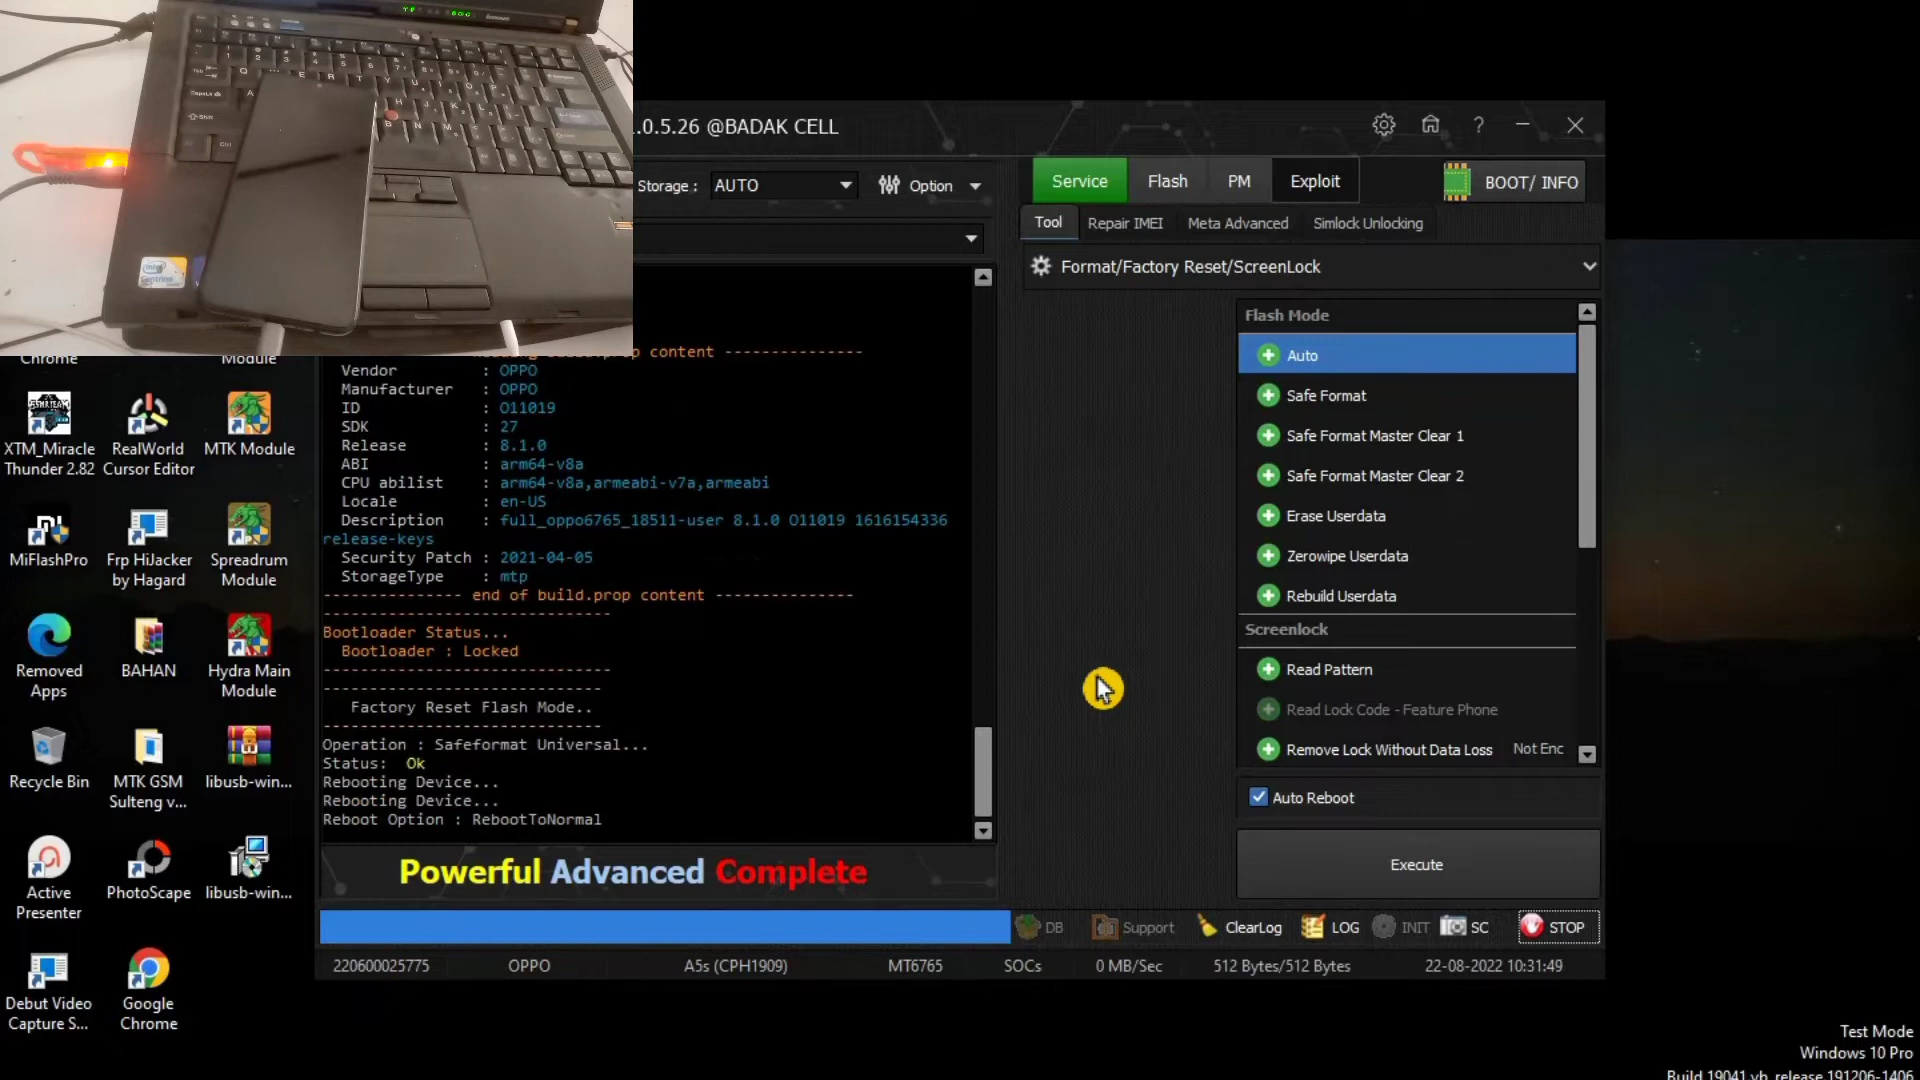 .0.5.26 @BADAK CELL
Storage :
AUTO
Option
Service
Flash
PM
Exploit
BOOT/ INFO
Tool
Repair IMEI
Meta Advanced
Simlock Unlocking
Format/Factory Reset/ScreenLock
content ---------------
Vendor : OPPO
Manufacturer : OPPO
ID : O11019
SDK : 27
Release : 8.1.0
ABI : arm64-v8a
CPU abilist : arm64-v8a,armeabi-v7a,armeabi
Locale : en-US
Description : full_oppo6765_18511-user 8.1.0 O11019 1616154336
release-keys
Security Patch : 2021-04-05
StorageType : mtp
--------------- end of build.prop content ---------------
Bootloader Status...
Bootloader : Locked
Factory Reset Flash Mode..
Operation : Safeformat Universal...
Status: Ok
Rebooting Device...
Rebooting Device...
Reboot Option : RebootToNormal
Powerful Advanced Complete
Flash Mode
Auto
Safe Format
Safe Format Master Clear 1
Safe Format Master Clear 2
Erase Userdata
Zerowipe Userdata
Rebuild Userdata
Screenlock
Read Pattern
Read Lock Code - Feature Phone
Remove Lock Without Data Loss Not Enc
Auto Reboot
Execute
DB
Support
ClearLog
LOG
INIT
SC
STOP
220600025775
OPPO
A5s (CPH1909)
MT6765
SOCs
0 MB/Sec
512 Bytes/512 Bytes
22-08-2022 10:31:49
Chrome
Module
XTM_Miracle
Thunder 2.82
RealWorld
Cursor Editor
MTK Module
MiFlashPro
Frp HiJacker
by Hagard
Spreadrum
Module
Removed
Apps
BAHAN
Hydra Main
Module
Recycle Bin
MTK GSM
Sulteng v...
libusb-win...
Active
Presenter
PhotoScape
libusb-win...
Debut Video
Capture S...
Google
Chrome
Test Mode
Windows 10 Pro
Build 19041.vb_release.191206-1406